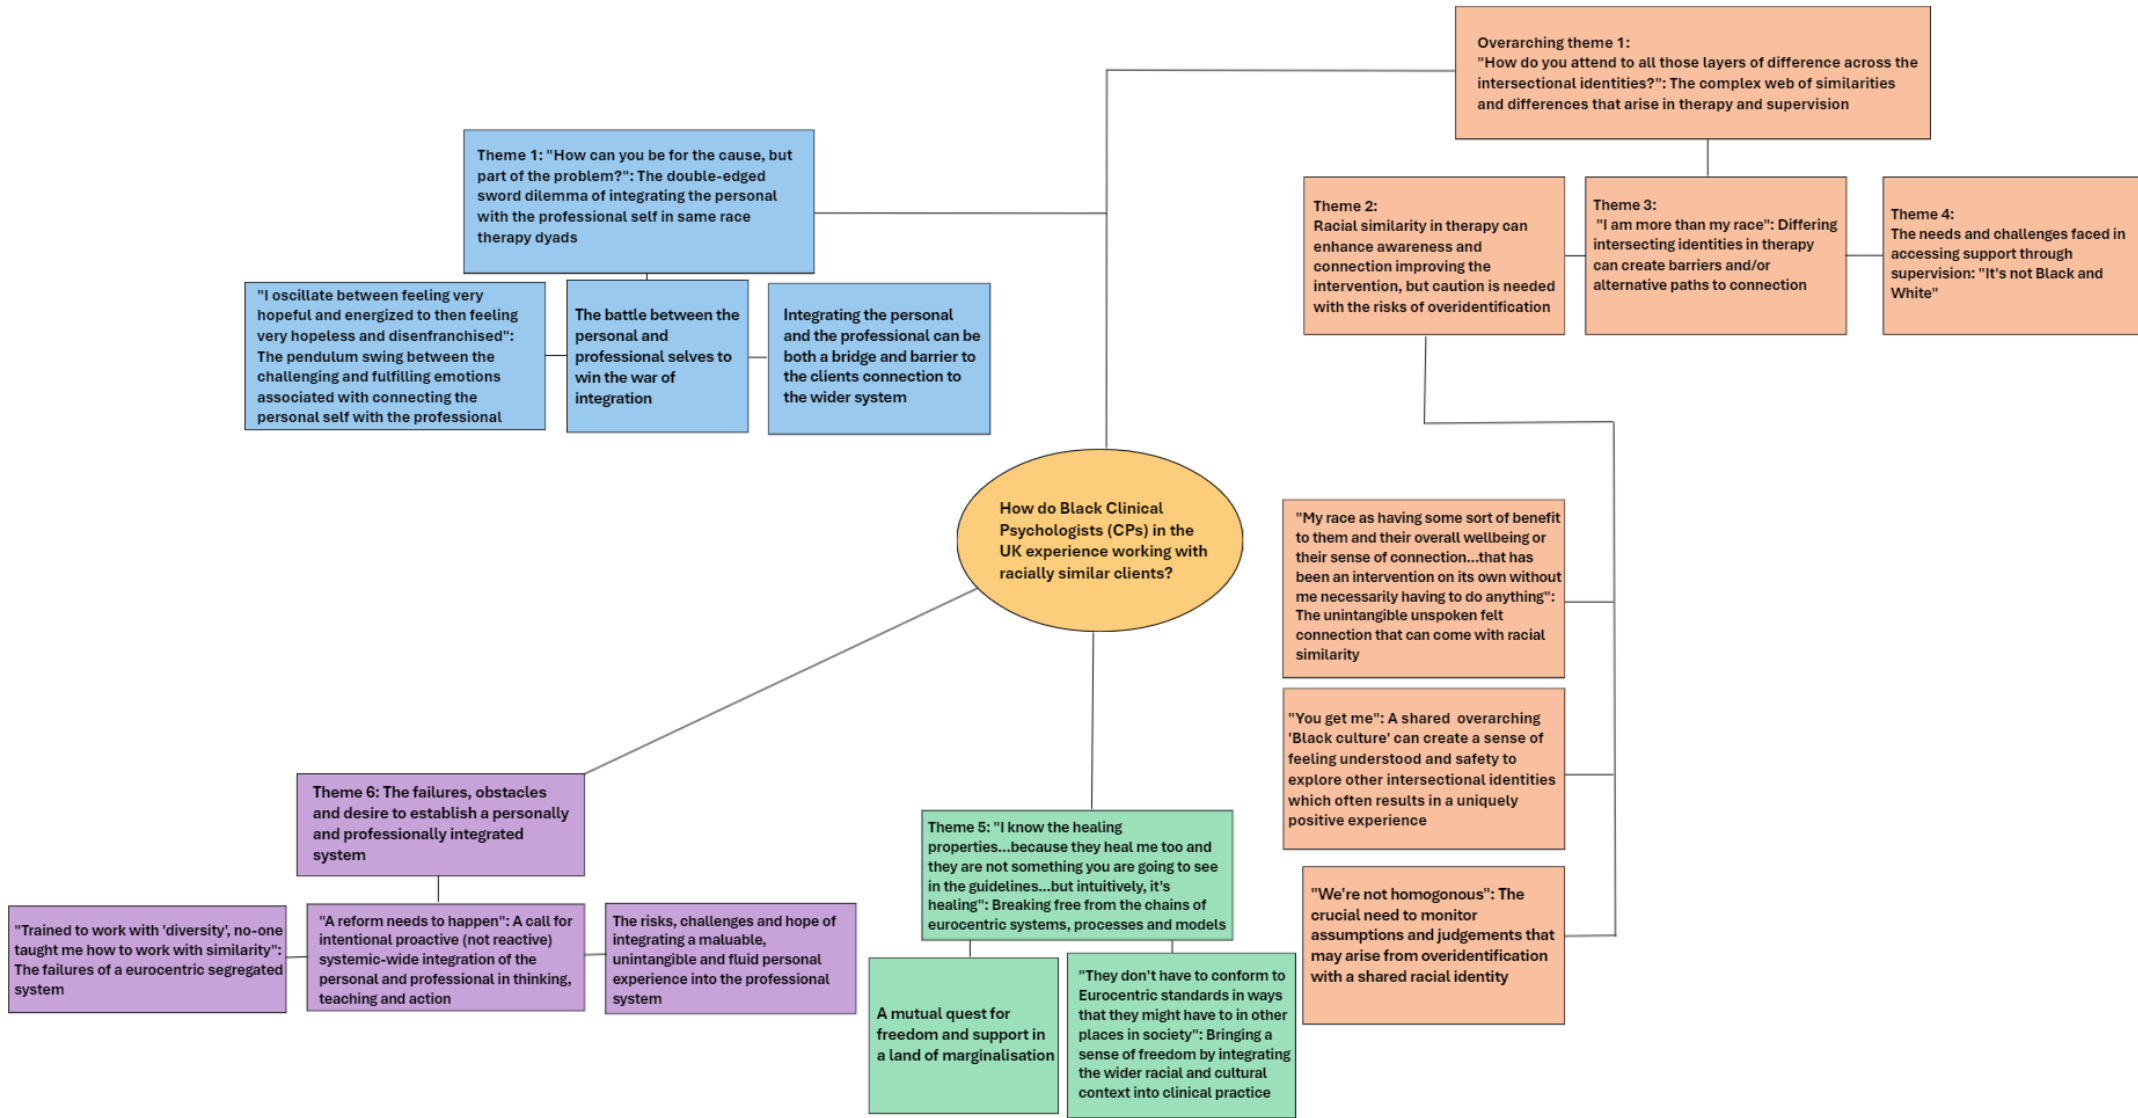 Overarching theme 1:
"How do you attend to all those layers of difference across the
intersectional identities?": The complex web of similarities
and differences that arise in therapy and supervision
Theme 1: "How can you be for the cause, but
part of the problem?": The double-edged
sword dilemma of integrating the personal
with the professional self in same race
therapy dyads
"I oscillate between feeling very
hopeful and energized to then feeling
very hopeless and disenfranchised":
The pendulum swing between the
challenging and fulfilling emotions
associated with connecting the
personal self with the professional
The battle between the
personal and
professional selves to
win the war of
integration
Integrating the personal
and the professional can be
both a bridge and barrier to
the clients connection to
the wider system
Theme 2:
Racial similarity in therapy can
enhance awareness and
connection improving the
intervention, but caution is needed
with the risks of overidentification
Theme 3:
"I am more than my race": Differing
intersecting identities in therapy
can create barriers and/or
alternative paths to connection
Theme 4:
The needs and challenges faced in
accessing support through
supervision: "It's not Black and
White"
How do Black Clinical
Psychologists (CPs) in the
UK experience working with
racially similar clients?
"My race as having some sort of benefit
to them and their overall wellbeing or
their sense of connection...that has
been an intervention on its own without
me necessarily having to do anything":
The unintangible unspoken felt
connection that can come with racial
similarity
"You get me": A shared overarching
'Black culture' can create a sense of
feeling understood and safety to
explore other intersectional identities
which often results in a uniquely
positive experience
"We're not homogonous": The
crucial need to monitor
assumptions and judgements that
may arise from overidentification
with a shared racial identity
Theme 6: The failures, obstacles
and desire to establish a personally
and professionally integrated
system
"Trained to work with 'diversity', no-one
taught me how to work with similarity":
The failures of a eurocentric segregated
system
"A reform needs to happen": A call for
intentional proactive (not reactive)
systemic-wide integration of the
personal and professional in thinking,
teaching and action
The risks, challenges and hope of
integrating a maluable,
unintangible and fluid personal
experience into the professional
system
Theme 5: "I know the healing
properties...because they heal me too and
they are not something you are going to see
in the guidelines...but intuitively, it's
healing": Breaking free from the chains of
eurocentric systems, processes and models
A mutual quest for
freedom and support in
a land of marginalisation
"They don't have to conform to
Eurocentric standards in ways
that they might have to in other
places in society": Bringing a
sense of freedom by integrating
the wider racial and cultural
context into clinical practice